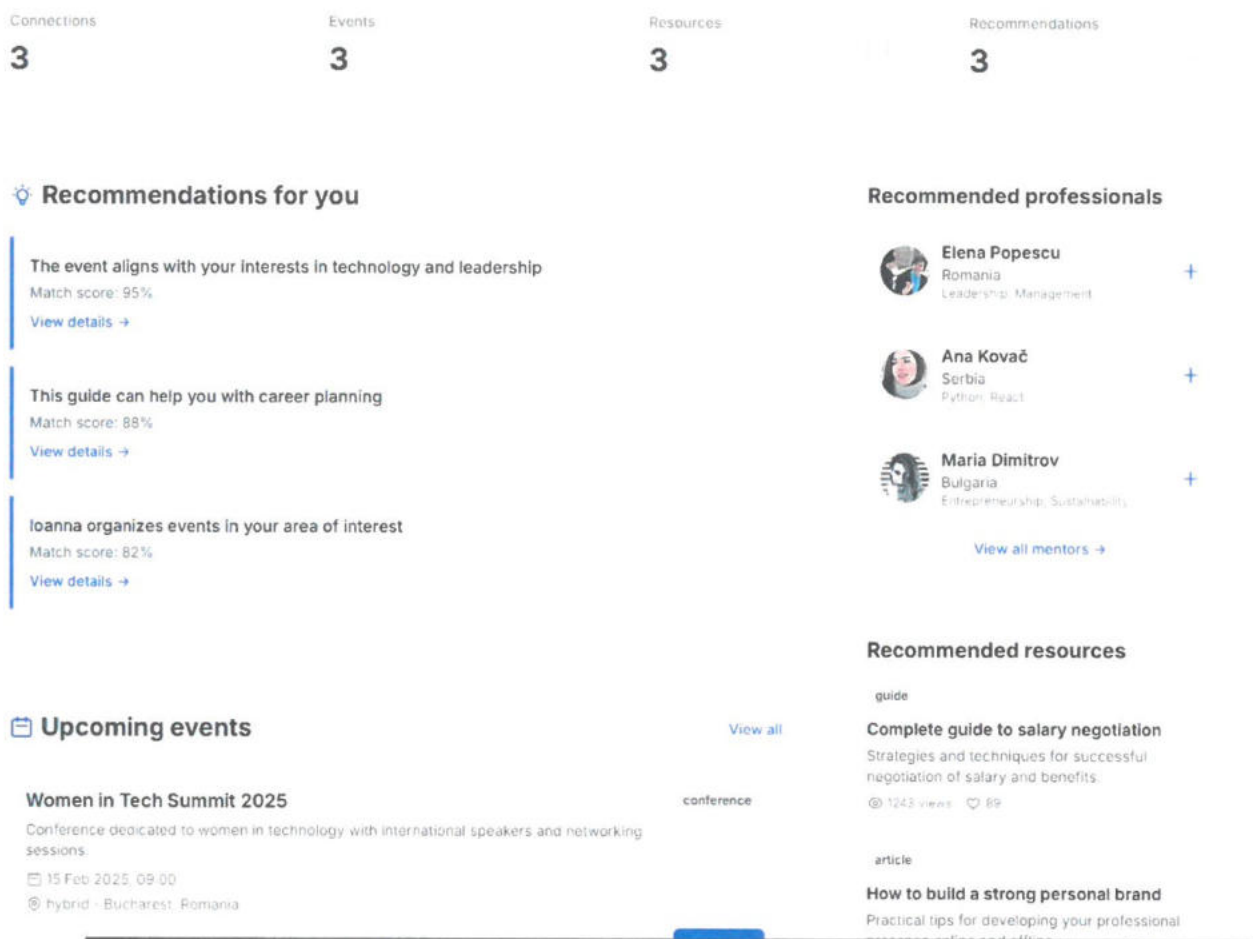 Connections
3
Events
3
Resources
3
Recommendations
3
Recommendations for you
The event aligns with your interests in technology and leadership
Match score: 95%
View details →
This guide can help you with career planning
Match score: 88%
View details →
Ioanna organizes events in your area of interest
Match score: 82%
View details →
Upcoming events
View all
Women in Tech Summit 2025
conference
Conference dedicated to women in technology with international speakers and networking
sessions.
15 Feb 2025, 09:00
hybrid - Bucharest, Romania
Recommended professionals
Elena Popescu
Romania
Leadership, Management
+
Ana Kovač
Serbia
Python, React
+
Maria Dimitrov
Bulgaria
Entrepreneurship, Sustainability
+
View all mentors →
Recommended resources
guide
Complete guide to salary negotiation
Strategies and techniques for successful
negotiation of salary and benefits.
1243 views
89
article
How to build a strong personal brand
Practical tips for developing your professional